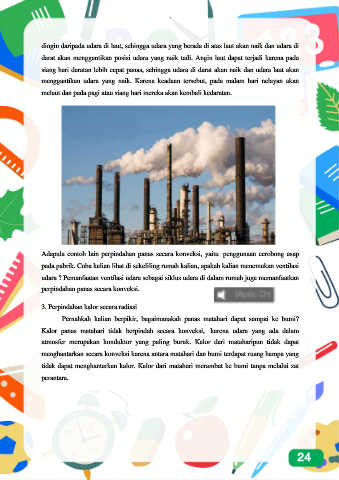 dingin daripada udara di laut, sehingga udara yang berada di atas laut akan naik dan udara di
darat akan menggantikan posisi udara yang naik tadi. Angin laut dapat terjadi karena pada
siang hari daratan lebih cepat panas, sehingga udara di darat akan naik dan udara laut akan
menggantikan udara yang naik. Karena keadaan tersebut, pada malam hari nelayan akan
melaut dan pada pagi atau siang hari mereka akan kembali kedaratan.
Adapula contoh lain perpindahan panas secara konveksi, yaitu penggunaan cerobong asap
pada pabrik. Coba kalian lihat di sekeliling rumah kalian, apakah kalian menemukan ventilasi
udara ? Pemanfaatan ventilasi udara sebagai siklus udara di dalam rumah juga memanfaatkan
perpindahan panas secara konveksi.
Music On
3. Perpindahan kalor secara radiasi
Pernahkah kalian berpikir, bagaimanakah panas matahari dapat sampai ke bumi?
Kalor panas matahari tidak berpindah secara konveksi, karena udara yang ada dalam
atmosfer merupakan konduktor yang paling buruk. Kalor dari mataharipun tidak dapat
menghantarkan secara konveksi karena antara matahari dan bumi terdapat ruang hampa yang
tidak dapat menghantarkan kalor. Kalor dari matahari merambat ke bumi tanpa melalui zat
perantara.
24